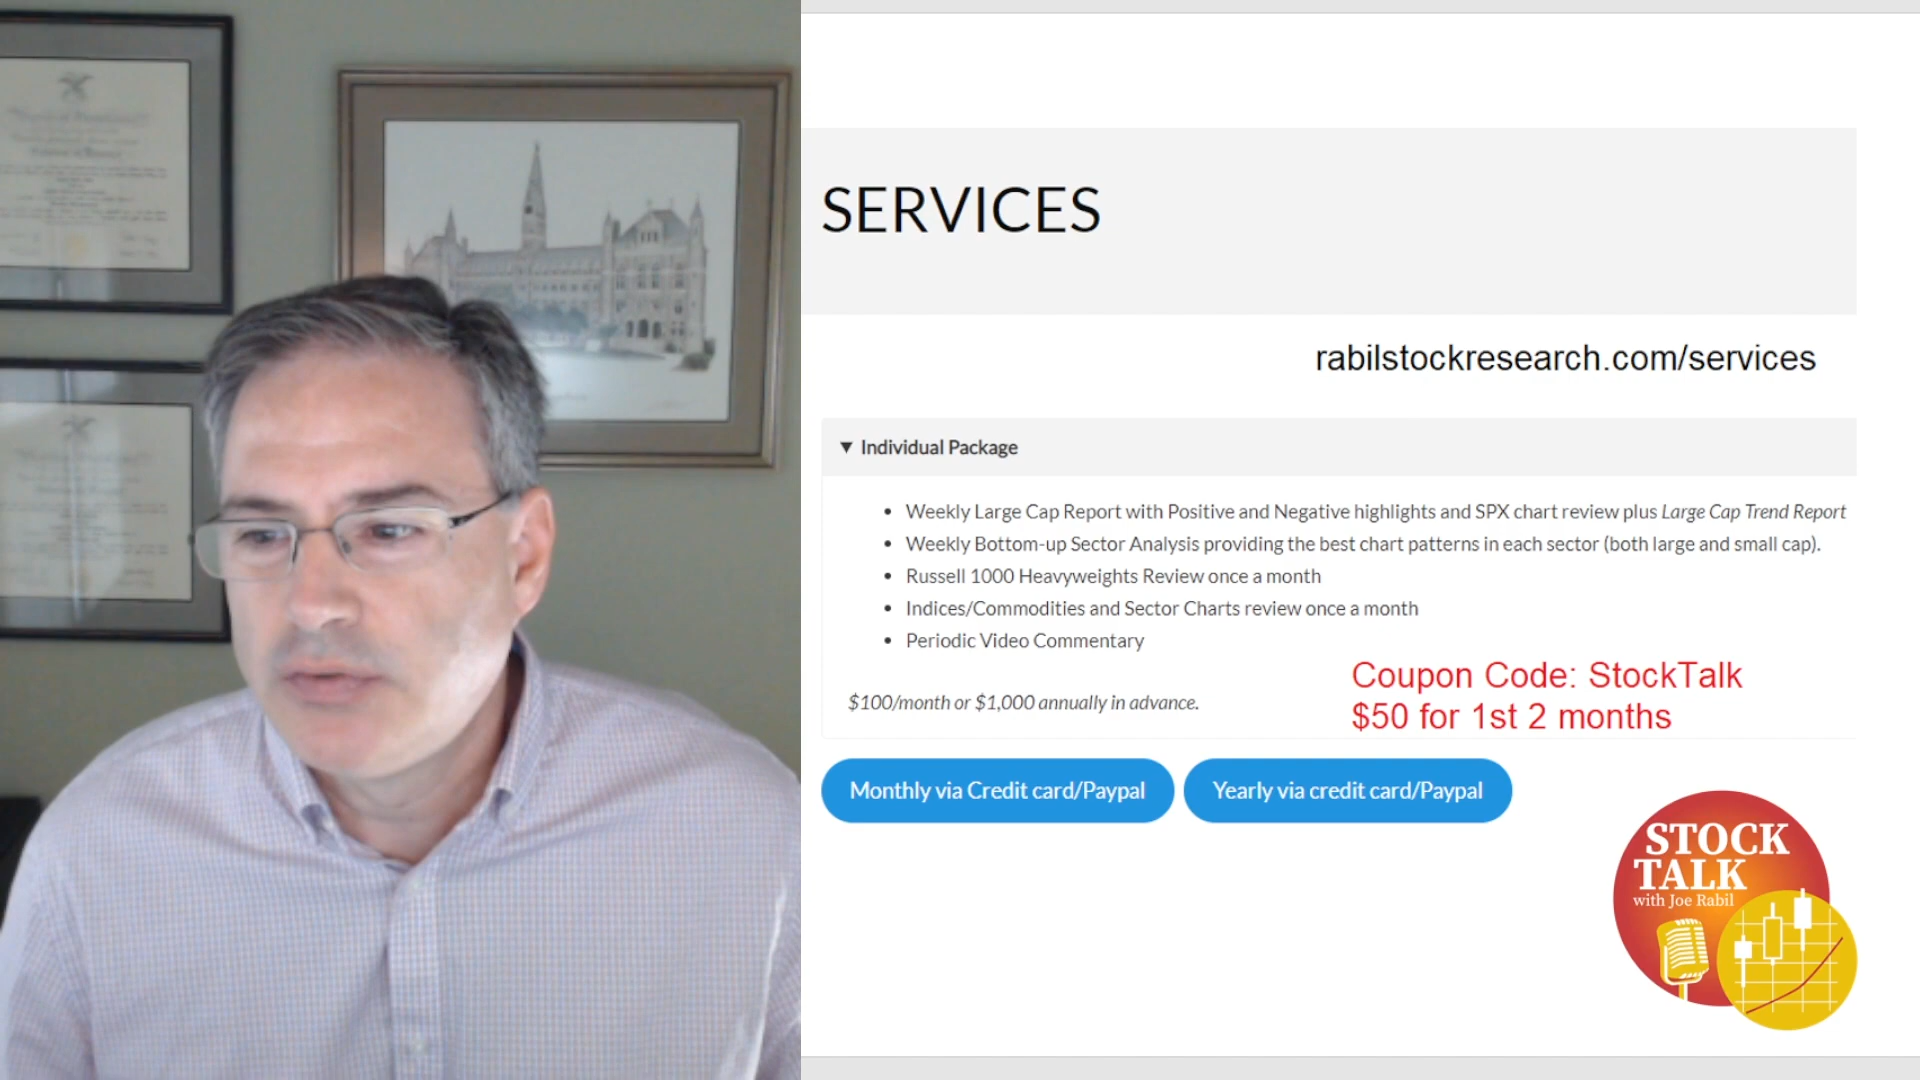 SERVICES
rabilstockresearch.com/services
▼ Individual Package
• Weekly Large Cap Report with Positive and Negative highlights and SPX chart review plus Large Cap Trend Report
• Weekly Bottom-up Sector Analysis providing the best chart patterns in each sector (both large and small cap).
• Russell 1000 Heavyweights Review once a month
• Indices/Commodities and Sector Charts review once a month
• Periodic Video Commentary
$100/month or $1,000 annually in advance.
Coupon Code: StockTalk
$50 for 1st 2 months
Monthly via Credit card/Paypal
Yearly via credit card/Paypal
STOCK
TALK
with Joe Rabil